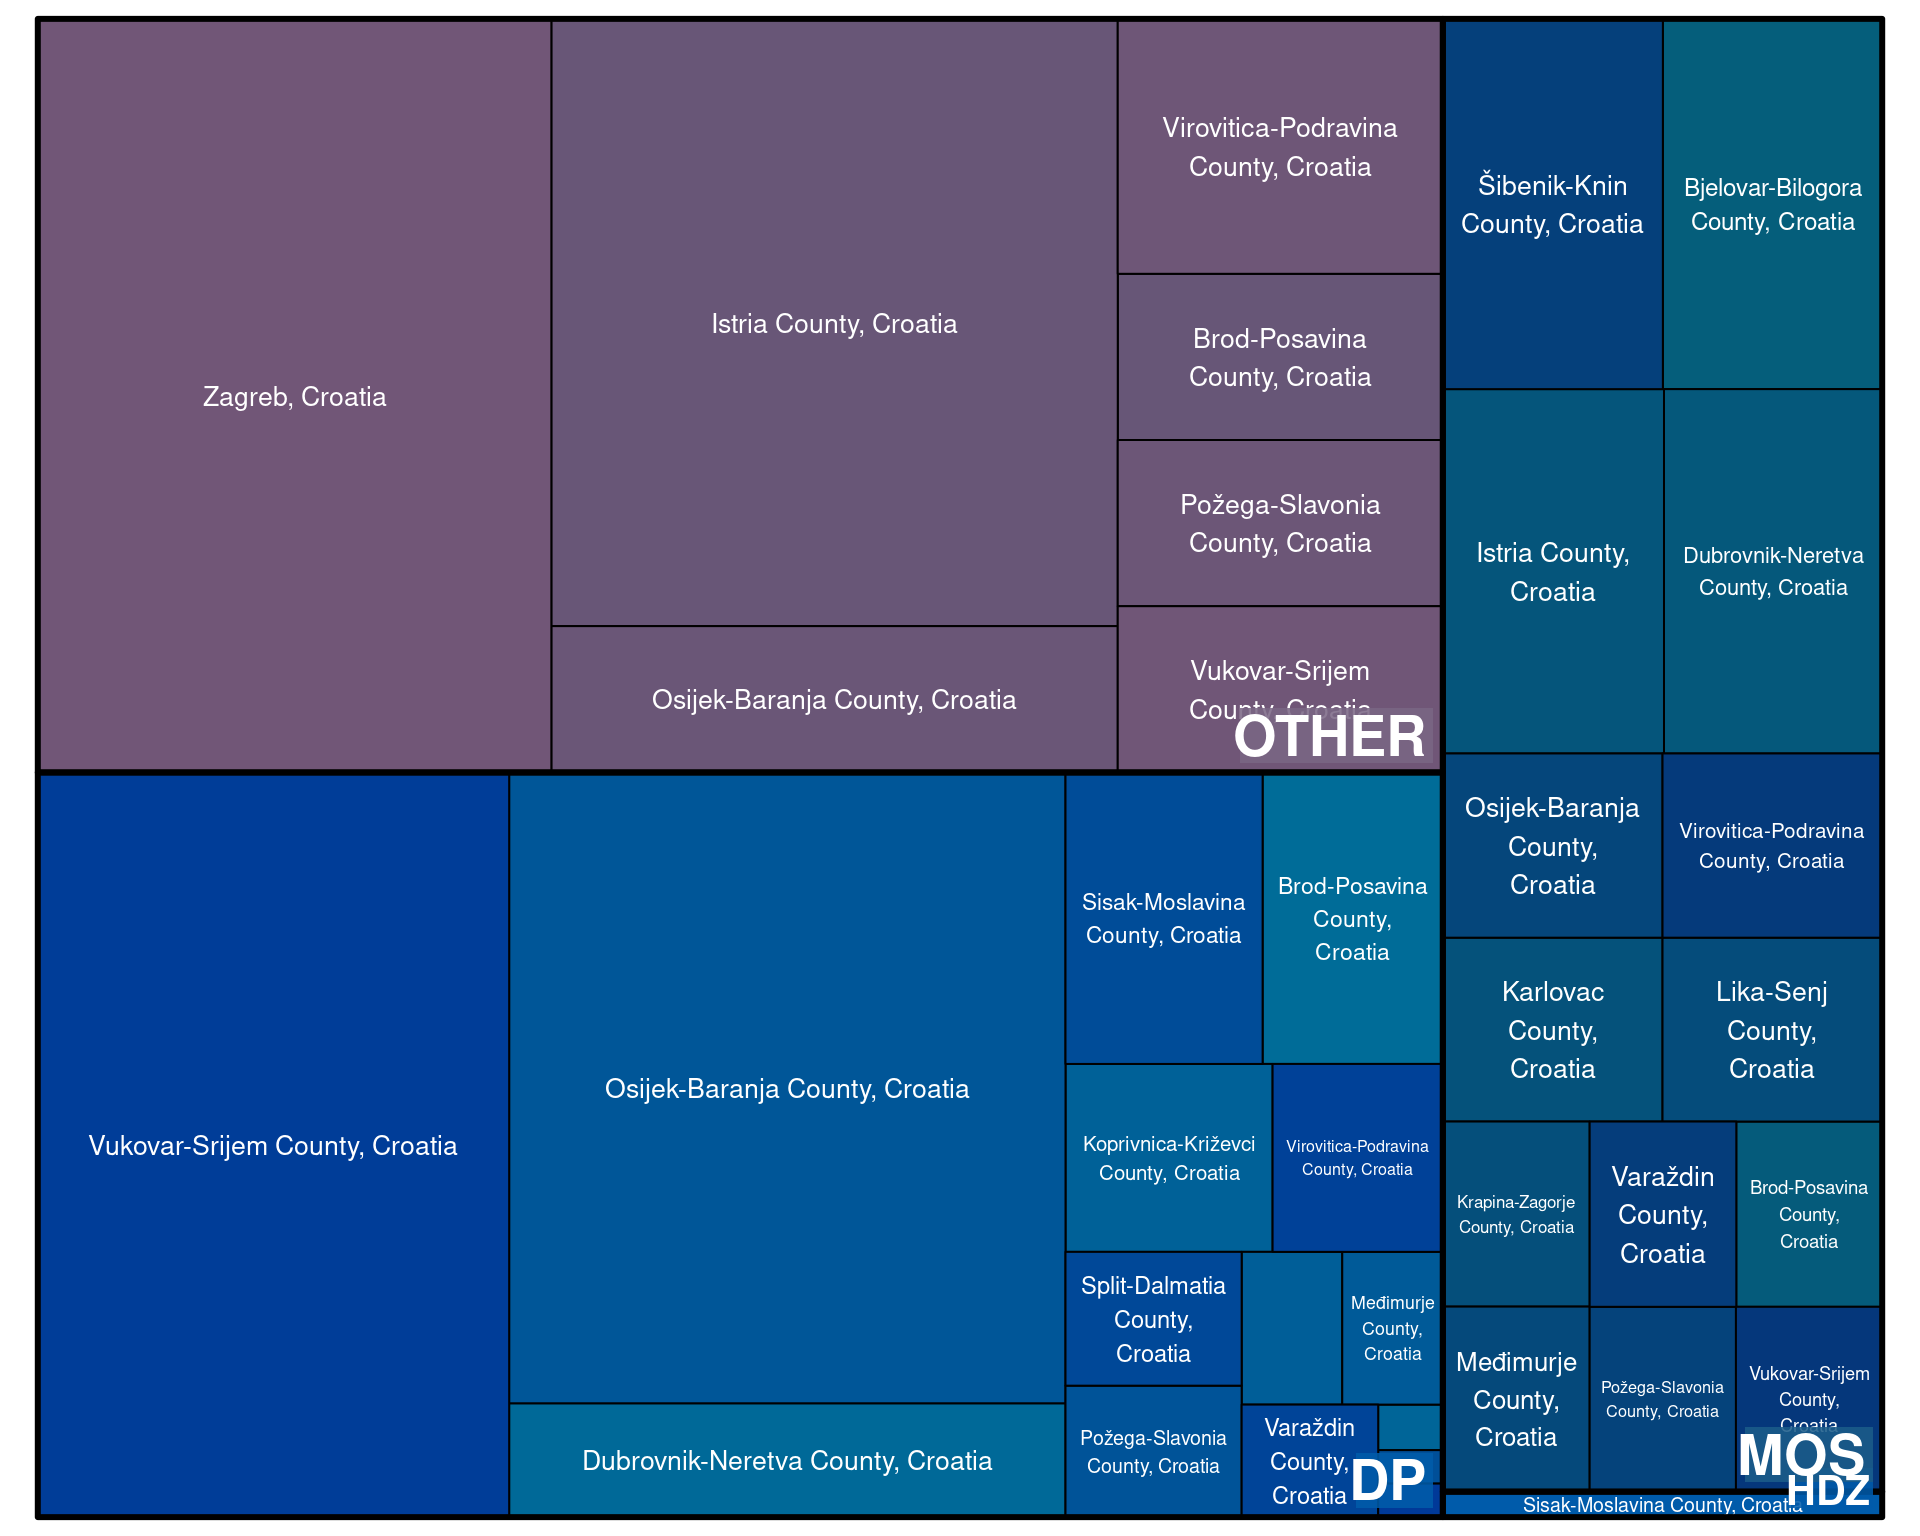 Zagreb, Croatia
Istria County, Croatia
Osijek-Baranja County, Croatia
Virovitica-Podravina
County, Croatia
Brod-Posavina
County, Croatia
Požega-Slavonia
County, Croatia
Vukovar-Srijem
County, Croatia
OTHER
Vukovar-Srijem County, Croatia
Osijek-Baranja County, Croatia
Dubrovnik-Neretva County, Croatia
Sisak-Moslavina
County, Croatia
Brod-Posavina
County,
Croatia
Koprivnica-Križevci
County, Croatia
Virovitica-Podravina
County, Croatia
Split-Dalmatia
County,
Croatia
Međimurje
County,
Croatia
Požega-Slavonia
County, Croatia
Varaždin
County,
Croatia
DP
Šibenik-Knin
County, Croatia
Bjelovar-Bilogora
County, Croatia
Istria County,
Croatia
Dubrovnik-Neretva
County, Croatia
Osijek-Baranja
County,
Croatia
Virovitica-Podravina
County, Croatia
Karlovac
County,
Croatia
Lika-Senj
County,
Croatia
Krapina-Zagorje
County, Croatia
Varaždin
County,
Croatia
Brod-Posavina
County,
Croatia
Međimurje
County,
Croatia
Požega-Slavonia
County, Croatia
Vukovar-Srijem
County,
Croatia
MOS
HDZ
Sisak-Moslavina County, Croatia